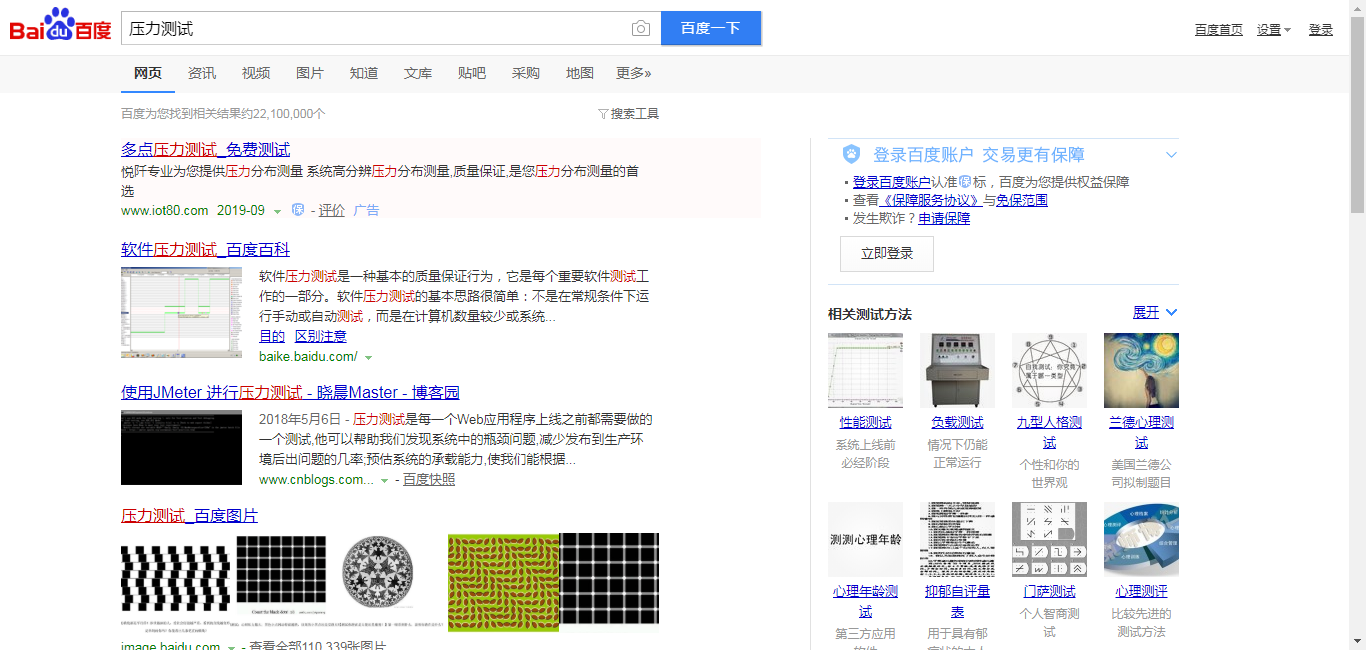 Bai du 百度
压力测试
百度一下
百度首页 设置 登录
网页 资讯 视频 图片 知道 文库 贴吧 采购 地图 更多»
百度为您找到相关结果约22,100,000个
搜索工具
多点压力测试_免费测试
悦阡专业为您提供压力分布测量 系统高分辨压力分布测量,质量保证,是您压力分布测量的首
选
www.iot80.com 2019-09 保 - 评价 广告
软件压力测试_百度百科
软件压力测试是一种基本的质量保证行为，它是每个重要软件测试工
作的一部分。软件压力测试的基本思路很简单：不是在常规条件下运
行手动或自动测试，而是在计算机数量较少或系统...
目的 区别注意
baike.baidu.com/
使用JMeter 进行压力测试 - 晓晨Master - 博客园
2018年5月6日 - 压力测试是每一个Web应用程序上线之前都需要做的
一个测试,他可以帮助我们发现系统中的瓶颈问题,减少发布到生产环
境后出问题的几率;预估系统的承载能力,使我们能根据...
www.cnblogs.com... - 百度快照
压力测试_百度图片
image.baidu.com - 查看全部110,339张图片
登录百度账户 交易更有保障
登录百度账户认准保标，百度为您提供权益保障
查看《保障服务协议》与免保范围
发生欺诈？申请保障
立即登录
相关测试方法
展开
自我测试：你究竟
属于哪一类型
性能测试
系统上线前
必经阶段
负载测试
情况下仍能
正常运行
九型人格测
试
个性和你的
世界观
兰德心理测
试
美国兰德公
司拟制题目
测测心理年龄
心理年龄测
试
第三方应用
软件
抑郁自评量
表
用于具有郁
症状的大人
门萨测试
个人智商测
试
心理测评
比较先进的
测试方法